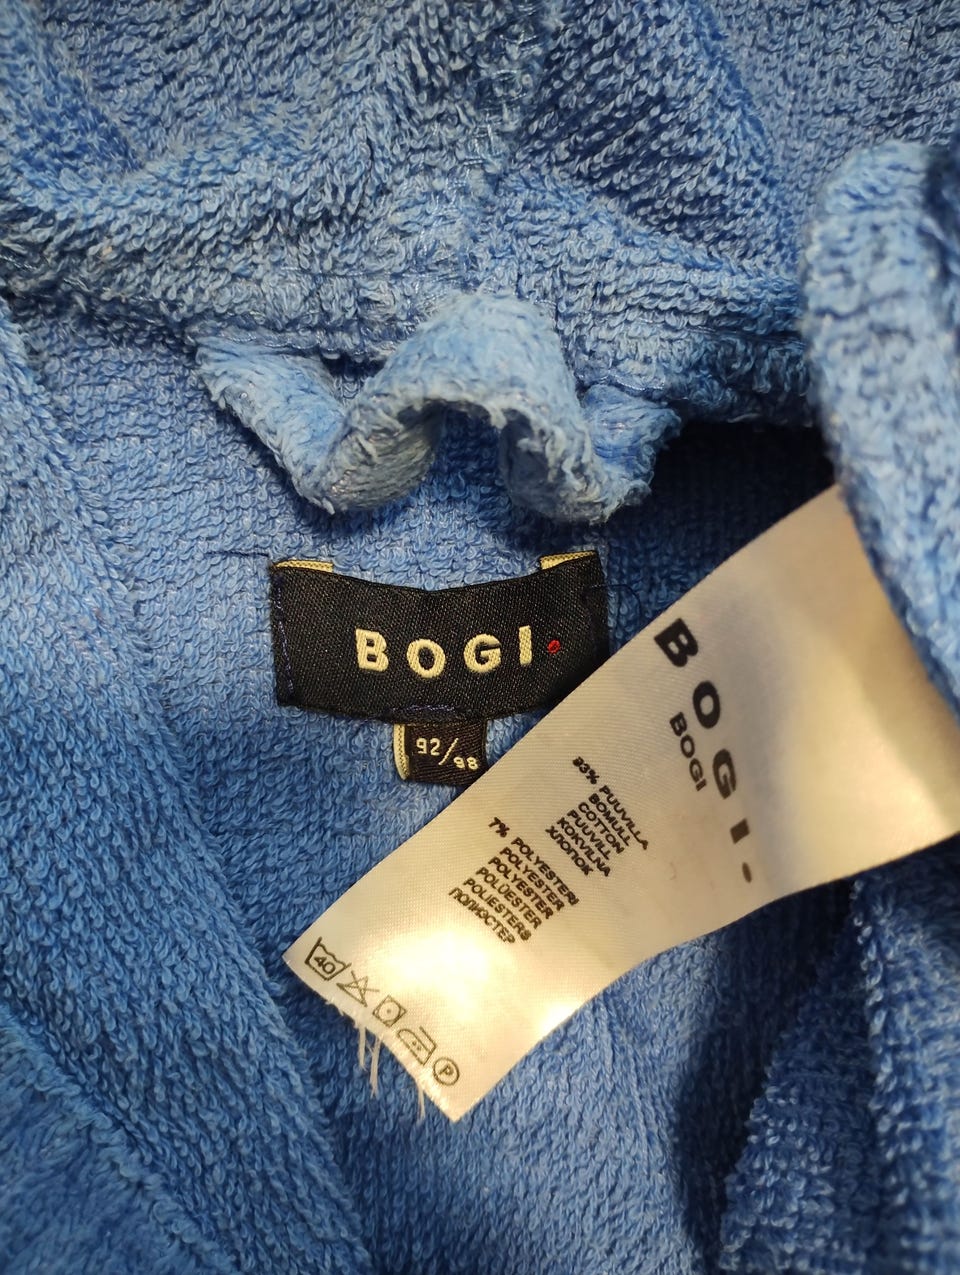 BOGI.
92/98
BOGI.
BOGI
93% PUUVILLA
BOMULL
COTTON
PUUVILL
KOKVILNA
ХЛОПОК
7% POLYESTERI
POLYESTER
POLYESTER
POLÜESTER
POLIESTERS
ПОЛИЭСТЕР
40
P